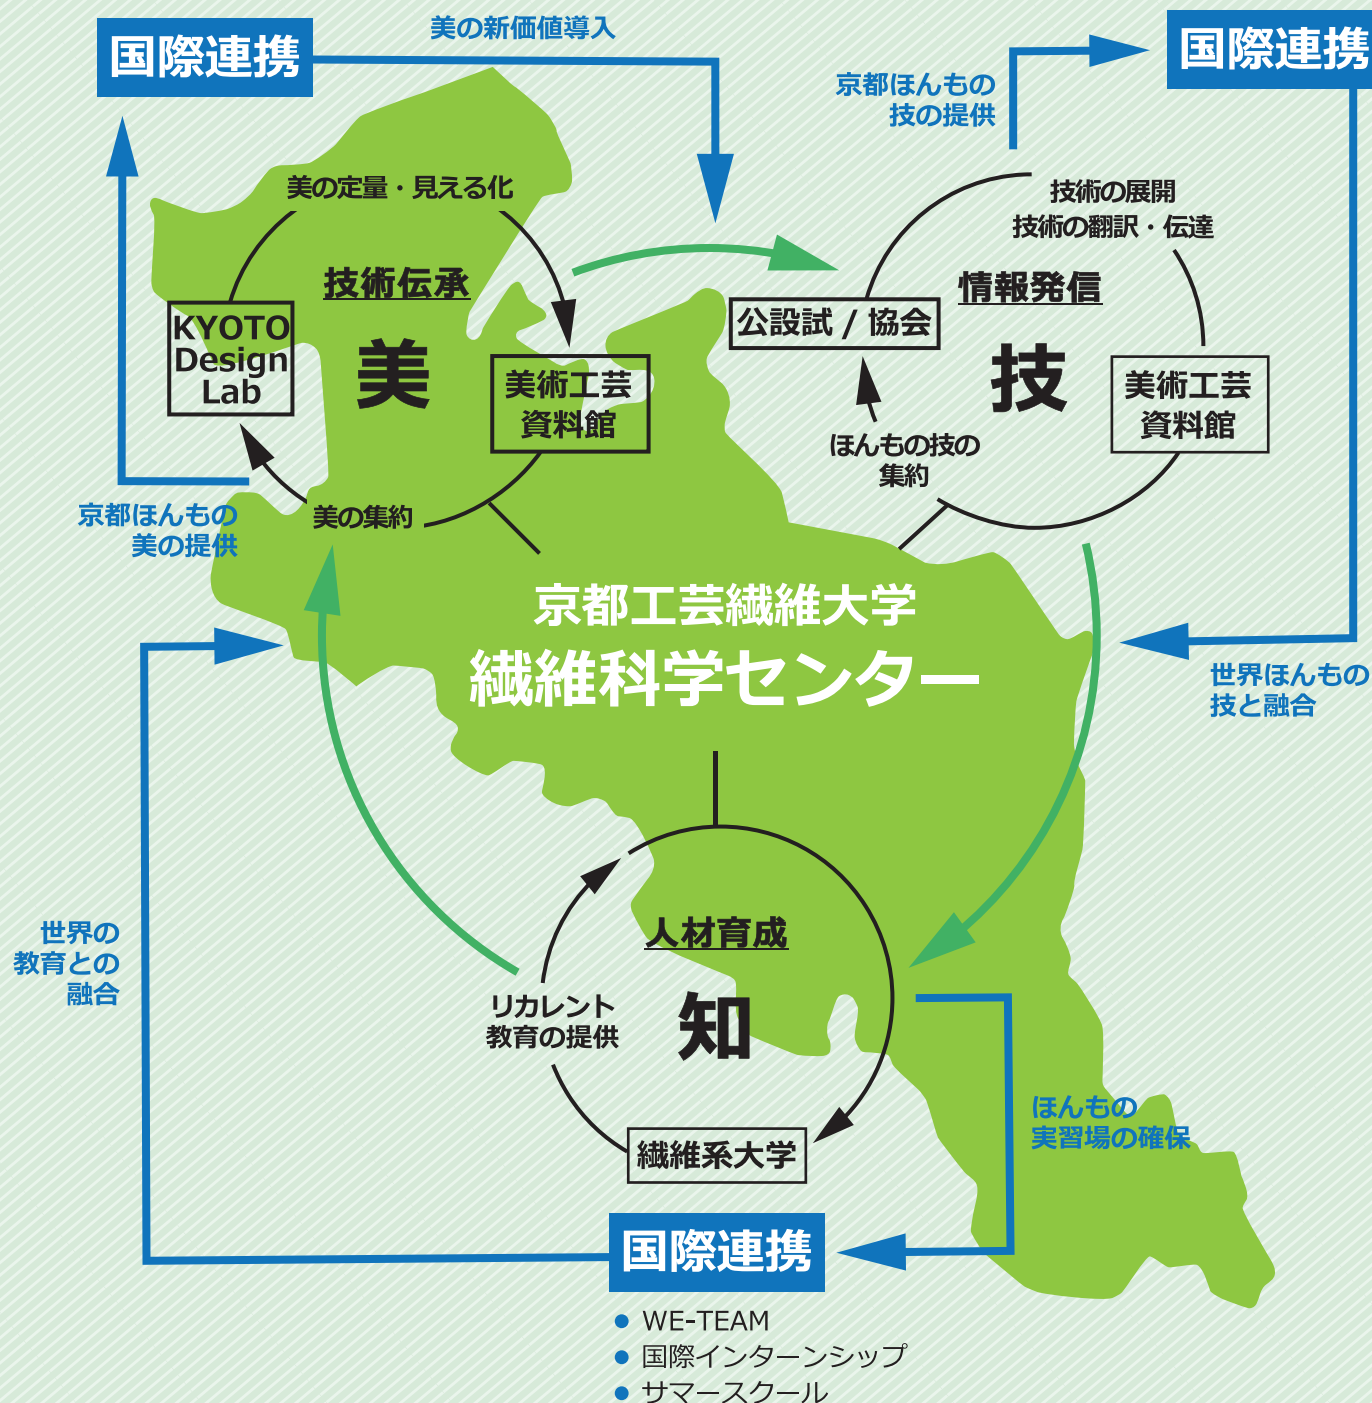 国際連携
美の新価値導入
国際連携
京都ほんもの
技の提供
美の定量・見える化
技術伝承
美
KYOTO
Design
Lab
美術工芸
資料館
美の集約
京都ほんもの
美の提供
技術の展開
技術の翻訳・伝達
情報発信
技
公設試 / 協会
美術工芸
資料館
ほんもの技の
集約
京都工芸繊維大学
繊維科学センター
世界ほんもの
技と融合
世界の
教育との
融合
人材育成
知
リカレント
教育の提供
繊維系大学
ほんもの
実習場の確保
国際連携
● WE-TEAM
● 国際インターンシップ
● サマースクール